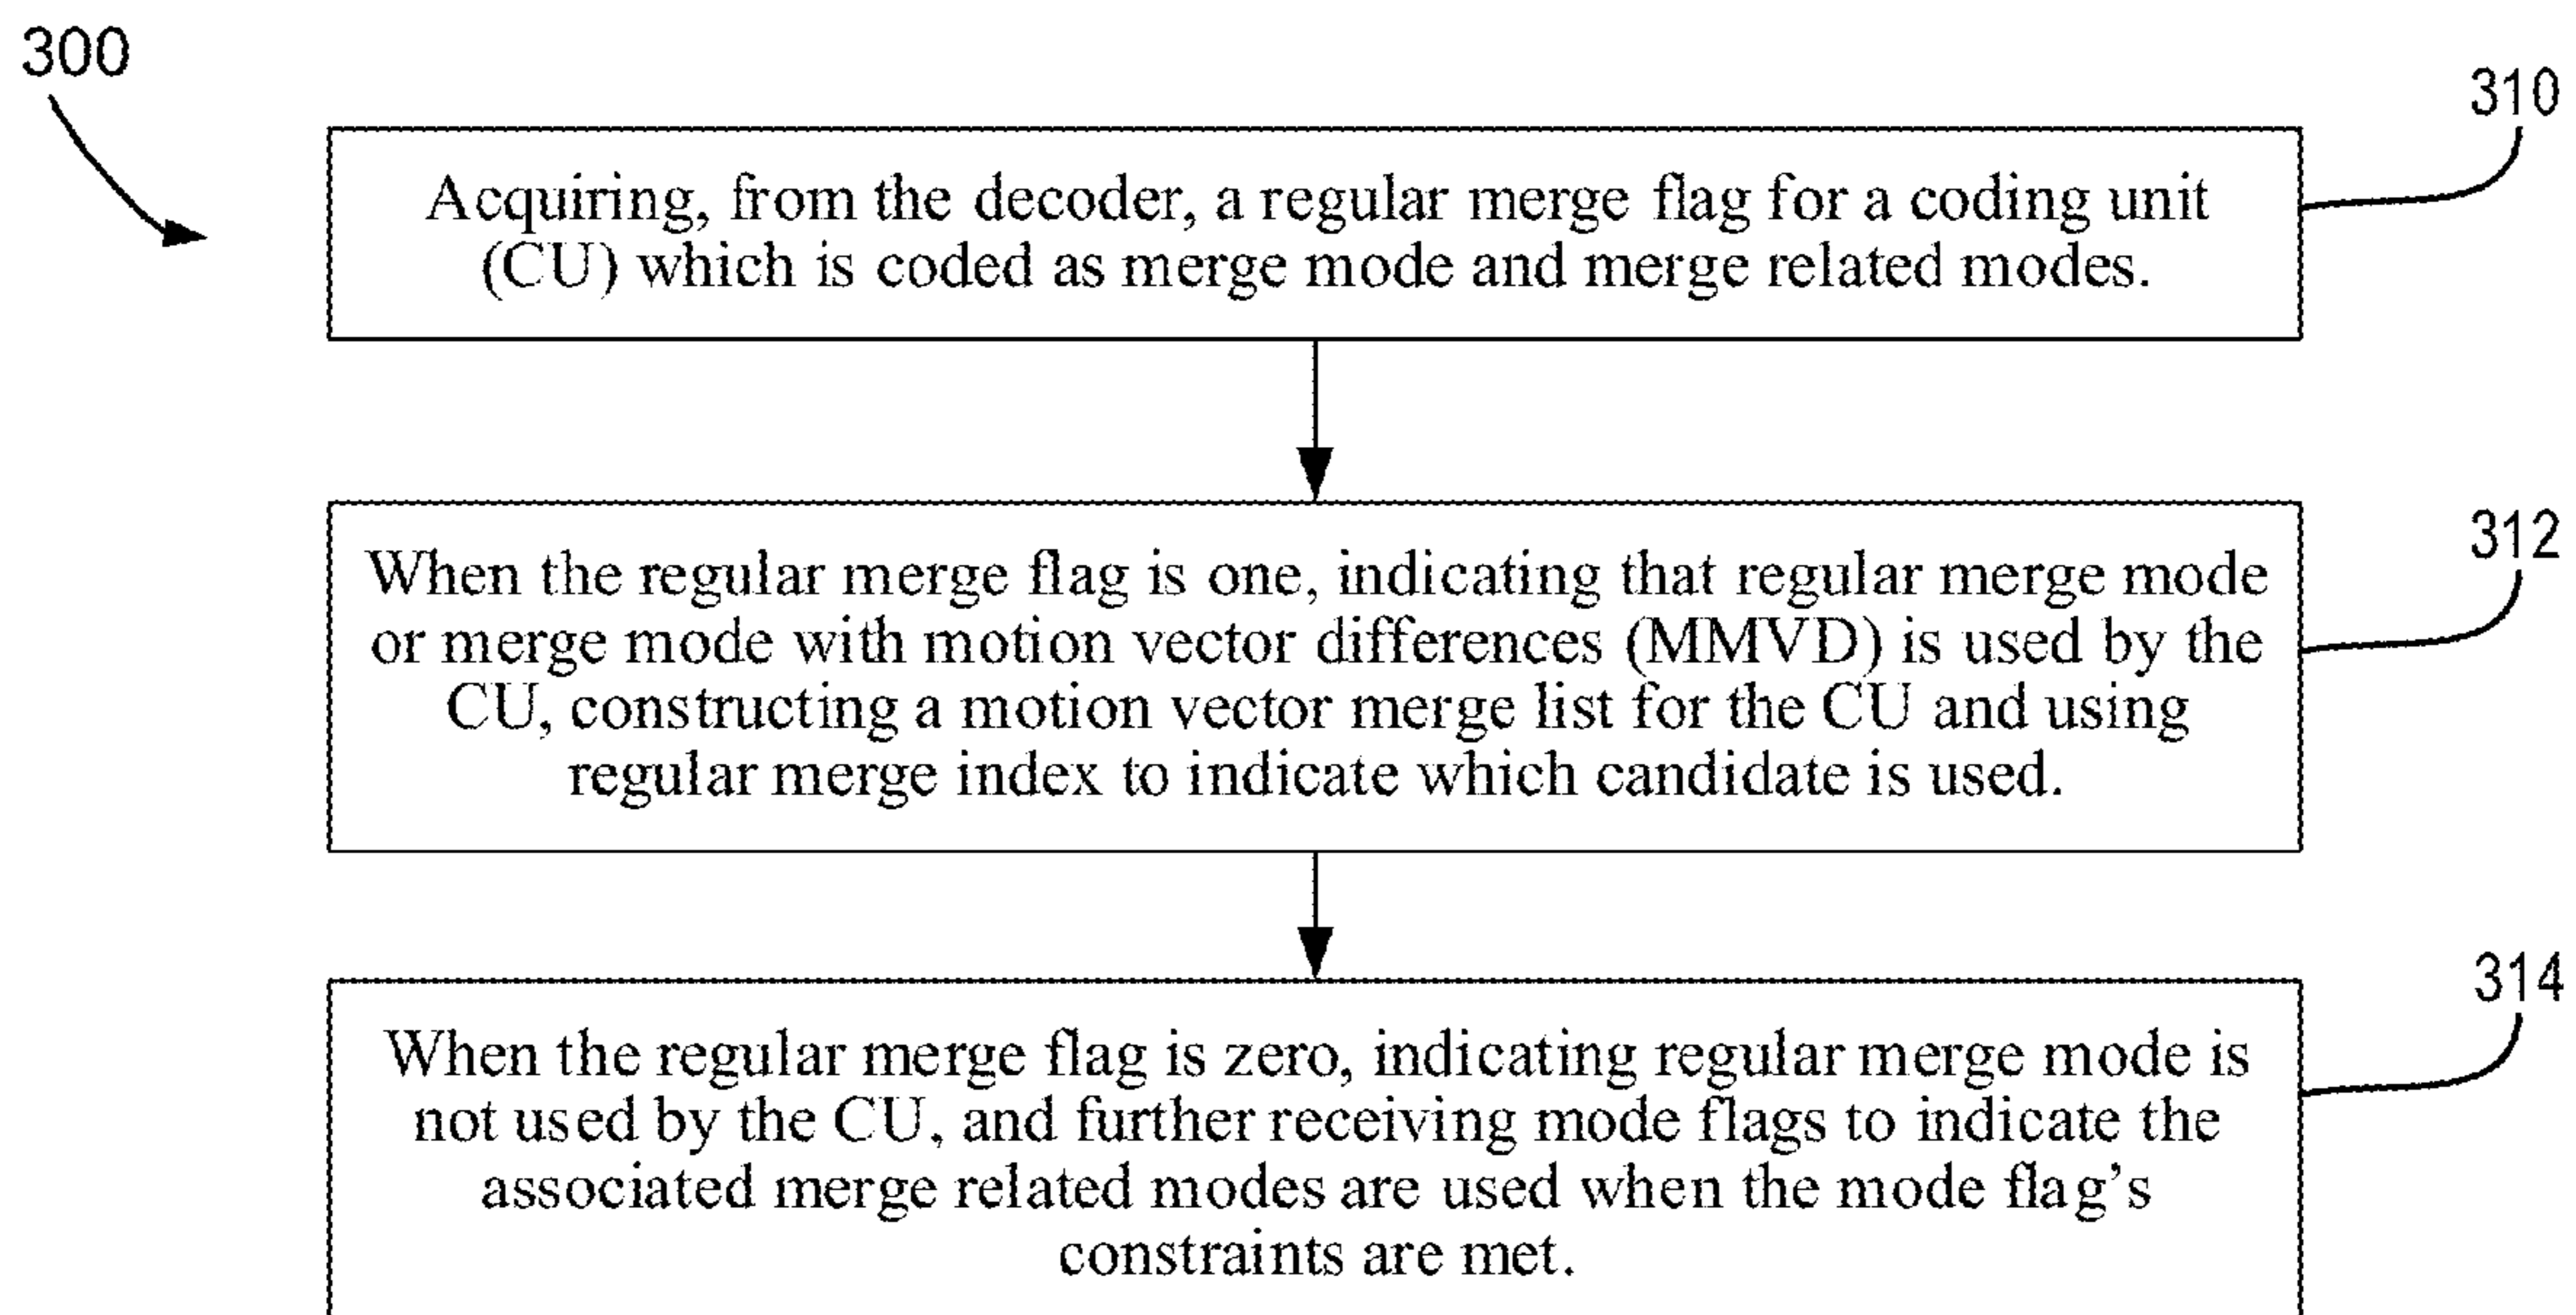 300
310
Acquiring, from the decoder, a regular merge flag for a coding unit
(CU) which is coded as merge mode and merge related modes.
312
When the regular merge flag is one, indicating that regular merge mode
or merge mode with motion vector differences (MMVD) is used by the
CU, constructing a motion vector merge list for the CU and using
regular merge index to indicate which candidate is used.
314
When the regular merge flag is zero, indicating regular merge mode is
not used by the CU, and further receiving mode flags to indicate the
associated merge related modes are used when the mode flag’s
constraints are met.